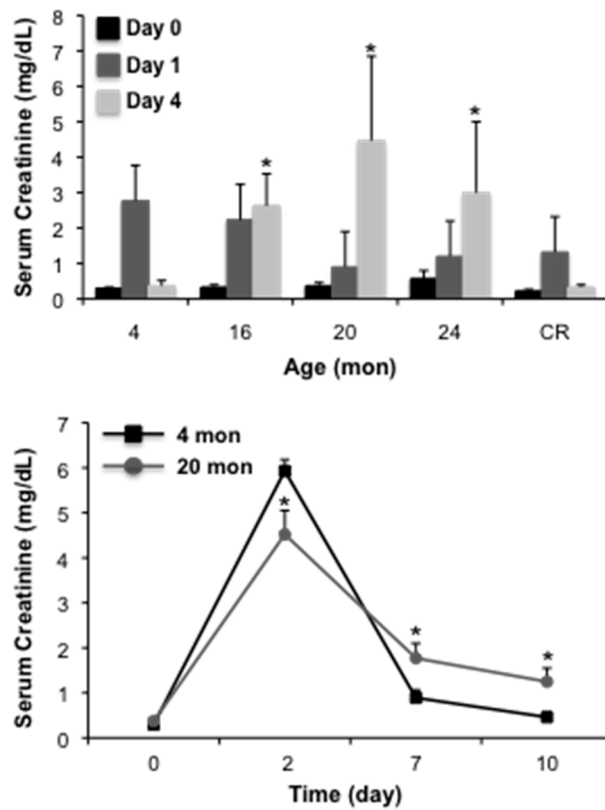 8
7
6
5
4
3
2
1
0
Serum Creatinine (mg/dL)
Day 0
Day 1
Day 4
*
*
*
4 16 20 24 CR
Age (mon)
7
6
5
4
3
2
1
0
Serum Creatinine (mg/dL)
4 mon
20 mon
*
*
*
0 2 7 10
Time (day)